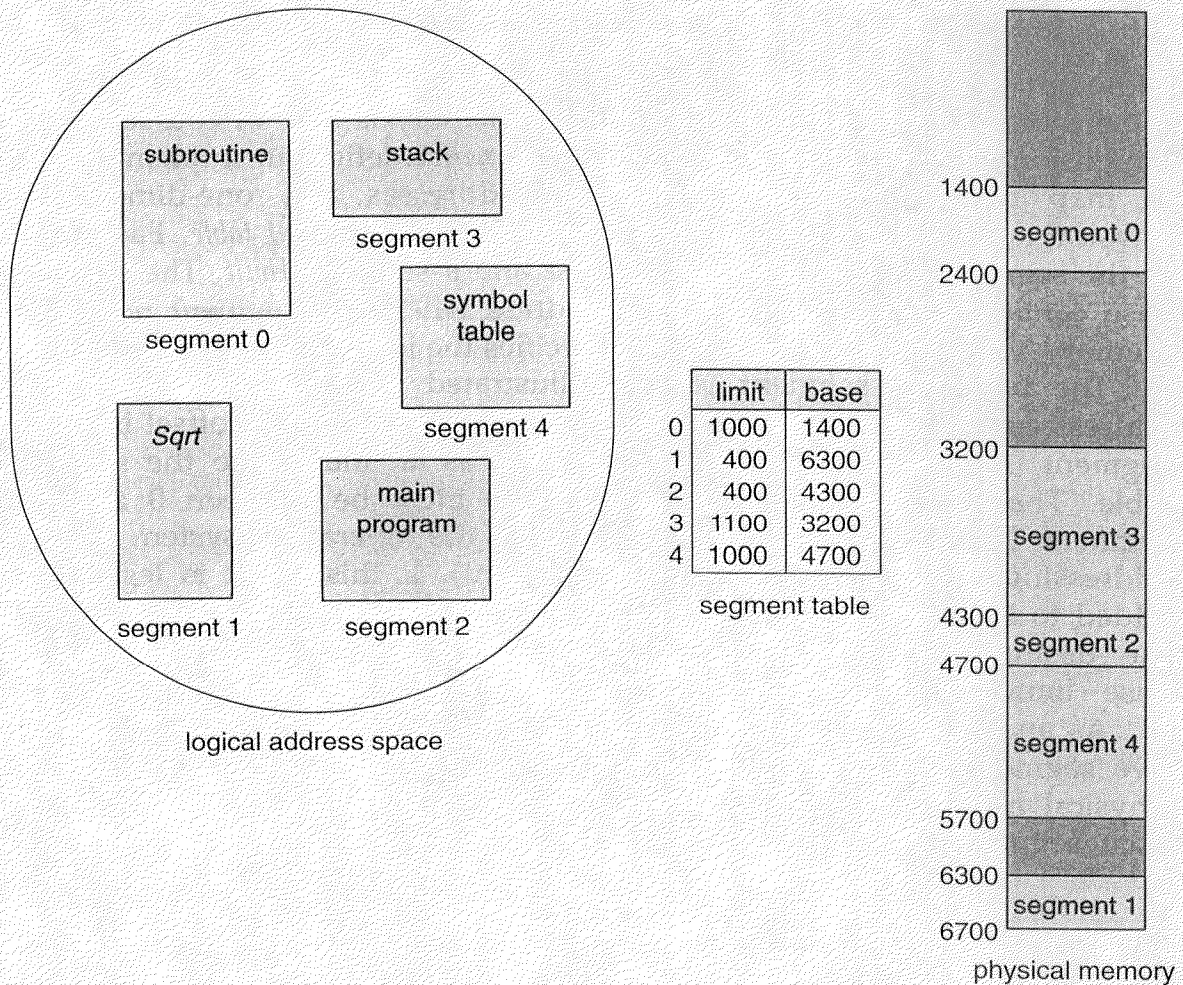 subroutine
segment 0
stack
segment 3
symbol
table
segment 4
Sqrt
segment 1
main
program
segment 2
logical address space
limit base
0 1000 1400
1 400 6300
2 400 4300
3 1100 3200
4 1000 4700
segment table
1400
segment 0
2400
3200
segment 3
4300
segment 2
4700
segment 4
5700
6300
segment 1
6700
physical memory